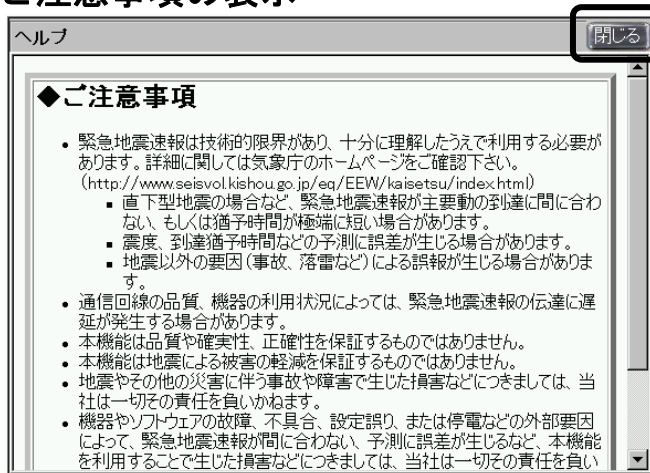 ご注意事項の表示
ヘルプ
閉じる
◆ご注意事項
• 緊急地震速報は技術的限界があり、十分に理解したうえで利用する必要が
あります。詳細に関しては気象庁のホームページをご確認下さい。
(http://www.seisvol.kishou.go.jp/eq/EEW/kaisetsu/index.html)
▪ 直下型地震の場合など、緊急地震速報が主要動の到達に間に合わ
ない、もしくは猶予時間が極端に短い場合があります。
▪ 震度、到達猶予時間などの予測に誤差が生じる場合があります。
▪ 地震以外の要因(事故、落雷など)による誤報が生じる場合がありま
す。
• 通信回線の品質、機器の利用状況によっては、緊急地震速報の伝達に遅
延が発生する場合があります。
• 本機能は品質や確実性、正確性を保証するものではありません。
• 本機能は地震による被害の軽減を保証するものではありません。
• 地震やその他の災害に伴う事故や障害で生じた損害などにつきましては、当
社は一切その責任を負いかねます。
• 機器やソフトウェアの故障、不具合、設定誤り、または停電などの外部要因
によって、緊急地震速報が間に合わない、予測に誤差が生じるなど、本機能
を利用することで生じた損害などにつきましては、当社は一切その責任を負い